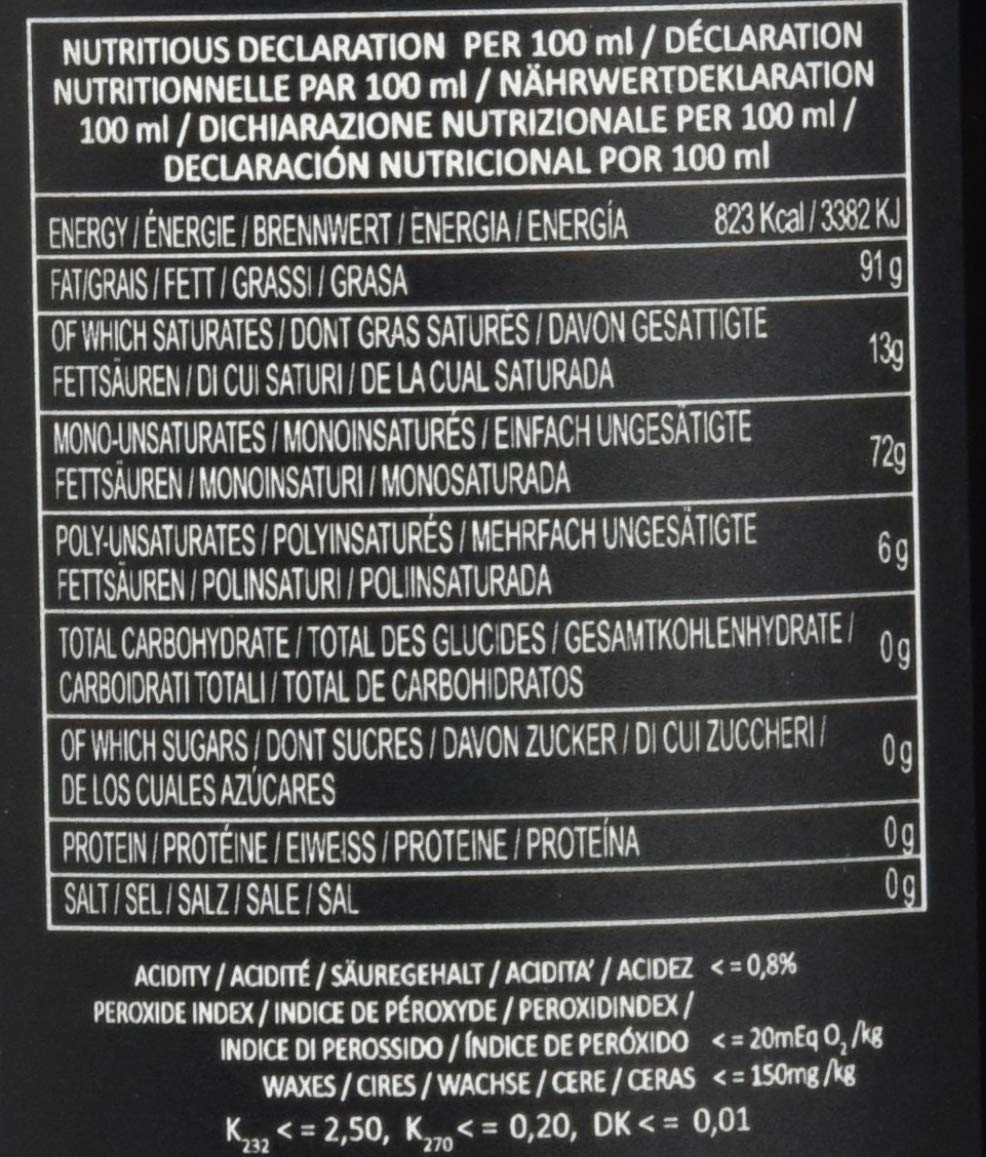 NUTRITIOUS DECLARATION PER 100 ml / DÉCLARATION
NUTRITIONNELLE PAR 100 ml / NÄHRWERTDEKLARATION
100 ml / DICHIARAZIONE NUTRIZIONALE PER 100 ml /
DECLARACIÓN NUTRICIONAL POR 100 ml
ENERGY / ÉNERGIE / BRENNWERT / ENERGIA / ENERGÍA 823 Kcal / 3382 KJ
FAT/GRAIS / FETT / GRASSI / GRASA 91 g
OF WHICH SATURATES / DONT GRAS SATURÉS / DAVON GESÄTTIGTE
FETTSÄUREN / DI CUI SATURI / DE LA CUAL SATURADA 13g
MONO-UNSATURATES / MONOINSATURÉS / EINFACH UNGESÄTIGTE
FETTSÄUREN / MONOINSATURI / MONOSATURADA 72g
POLY-UNSATURATES / POLYINSATURÉS / MEHRFACH UNGESÄTIGTE
FETTSÄUREN / POLINSATURI / POLIINSATURADA 6 g
TOTAL CARBOHYDRATE / TOTAL DES GLUCIDES / GESAMTKOHLENHYDRATE /
CARBOIDRATI TOTALI / TOTAL DE CARBOHIDRATOS 0 g
OF WHICH SUGARS / DONT SUCRES / DAVON ZUCKER / DI CUI ZUCCHERI /
DE LOS CUALES AZÚCARES 0 g
PROTEIN / PROTÉINE / EIWEISS / PROTEINE / PROTEÍNA 0 g
SALT / SEL / SALZ / SALE / SAL 0 g
ACIDITY / ACIDITÉ / SÄUREGEHALT / ACIDITA' / ACIDEZ <= 0,8%
PEROXIDE INDEX / INDICE DE PÉROXYDE / PEROXIDINDEX /
INDICE DI PEROSSIDO / ÍNDICE DE PERÓXIDO <= 20mEq O₂ /kg
WAXES / CIRES / WACHSE / CERE / CERAS <= 150mg /kg
K₂₃₂ <= 2,50, K₂₇₀ <= 0,20, DK <= 0,01